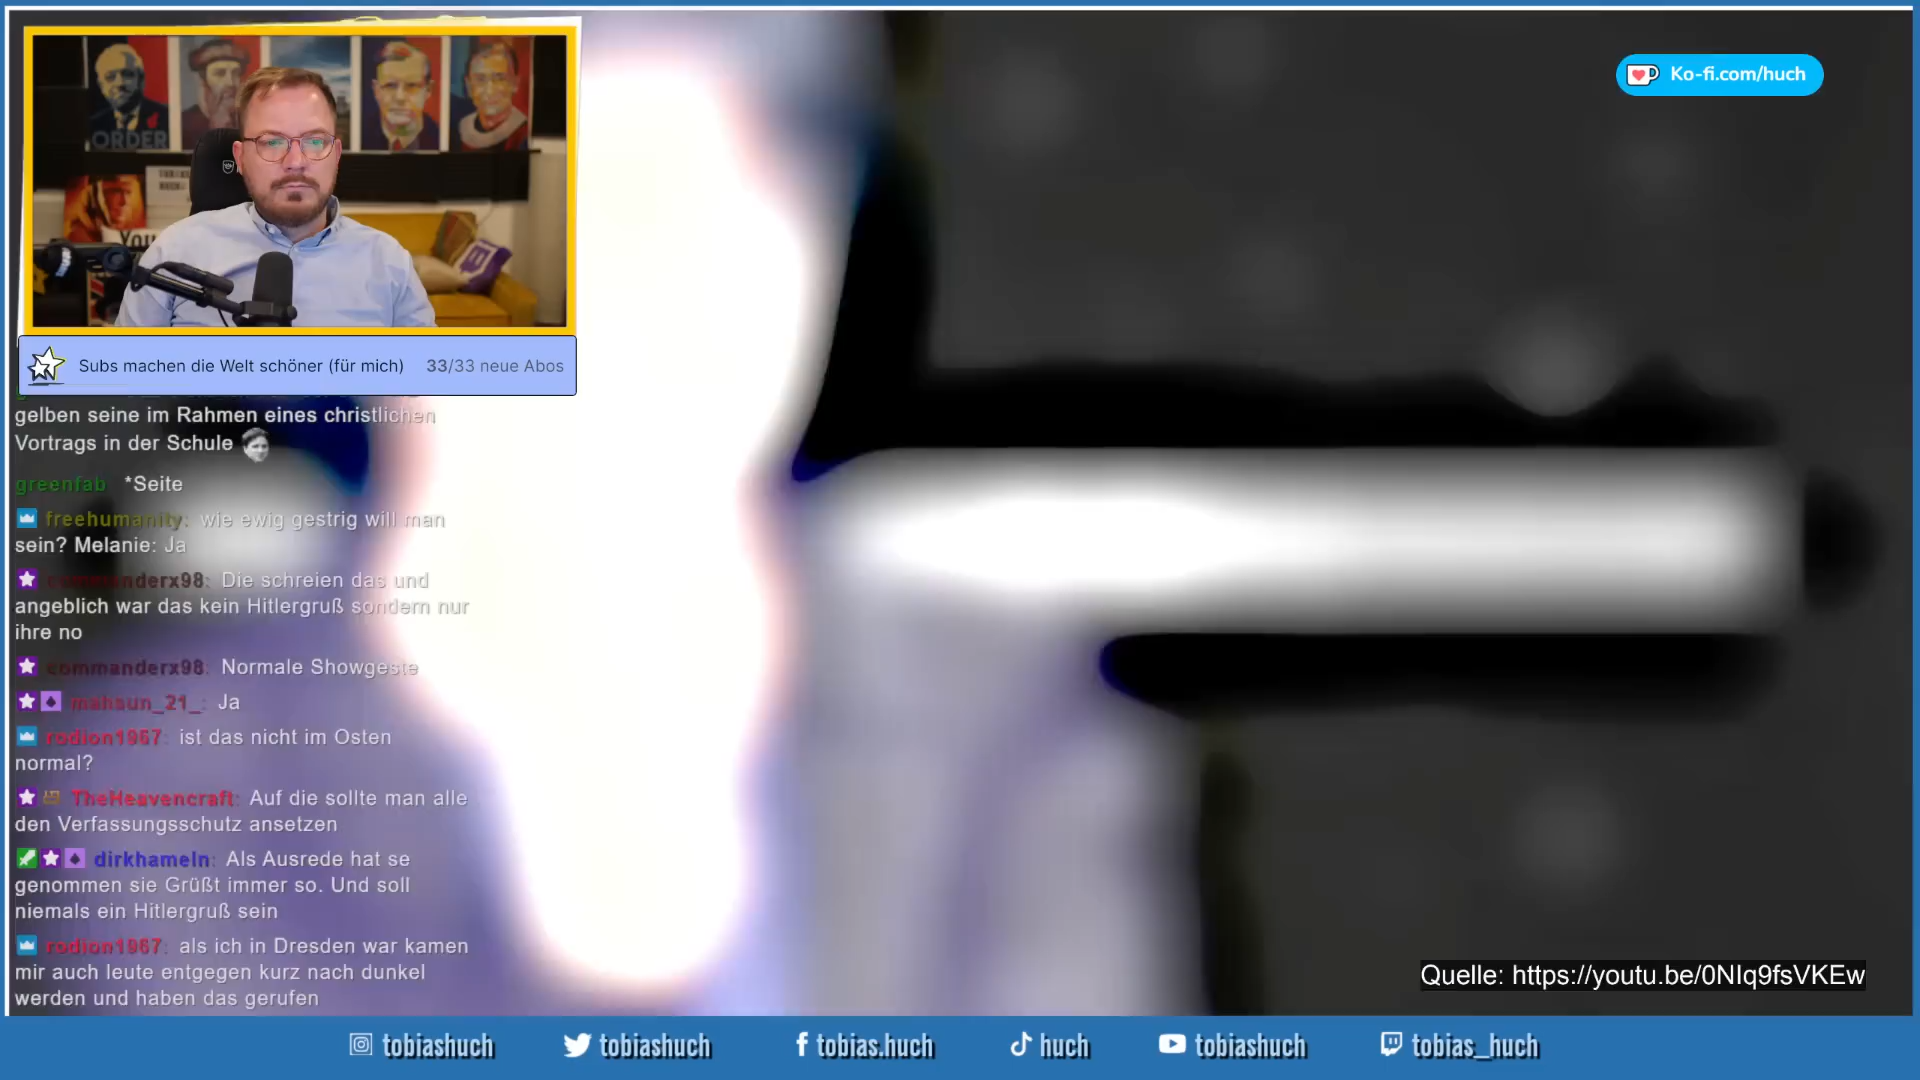 Ko-fi.com/huch
ORDER
YOU
Subs machen die Welt schöner (für mich) 33/33 neue Abos
gelben seine im Rahmen eines christlichen
Vortrags in der Schule
greenfab *Seite
freehumanity: wie ewig gestrig will man
sein? Melanie: Ja
commanderx98: Die schreien das und
angeblich war das kein Hitlergruß sondern nur
ihre no
commanderx98: Normale Showgeste
mahsun_21_: Ja
rodion1967: ist das nicht im Osten
normal?
TheHeavencraft: Auf die sollte man alle
den Verfassungsschutz ansetzen
dirkhameln: Als Ausrede hat se
genommen sie Grüßt immer so. Und soll
niemals ein Hitlergruß sein
rodion1967: als ich in Dresden war kamen
mir auch leute entgegen kurz nach dunkel
werden und haben das gerufen
Quelle: https://youtu.be/0NIq9fsVKEw
tobiashuch tobiashuch tobias.huch huch tobiashuch tobias_huch